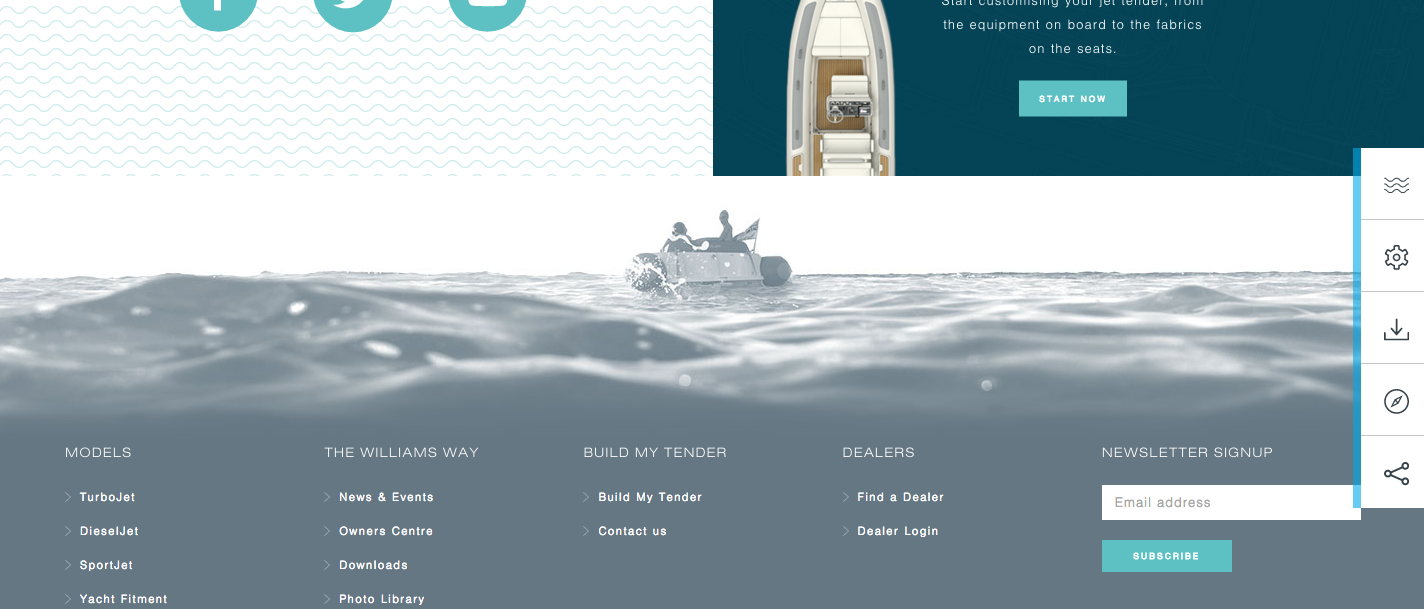 Start customising your jet tender, from
the equipment on board to the fabrics
on the seats.
START NOW
MODELS
TurboJet
DieselJet
SportJet
Yacht Fitment
THE WILLIAMS WAY
News & Events
Owners Centre
Downloads
Photo Library
BUILD MY TENDER
Build My Tender
Contact us
DEALERS
Find a Dealer
Dealer Login
NEWSLETTER SIGNUP
Email address
SUBSCRIBE